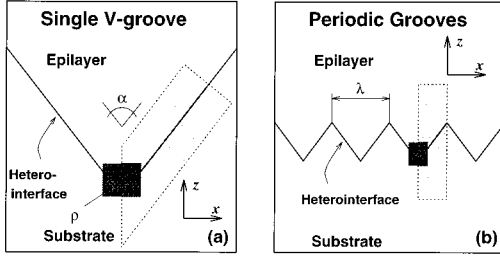 Single V-groove
Epilayer
α
Hetero-
interface
ρ
z
x
Substrate
(a)
Periodic Grooves
z
Epilayer
x
λ
Heterointerface
Substrate
(b)